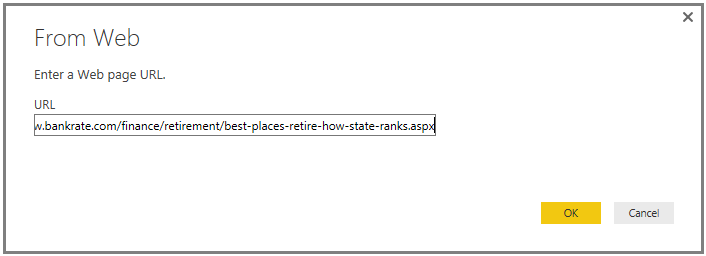 From Web
Enter a Web page URL.
URL
w.bankrate.com/finance/retirement/best-places-retire-how-state-ranks.aspx
OK
Cancel